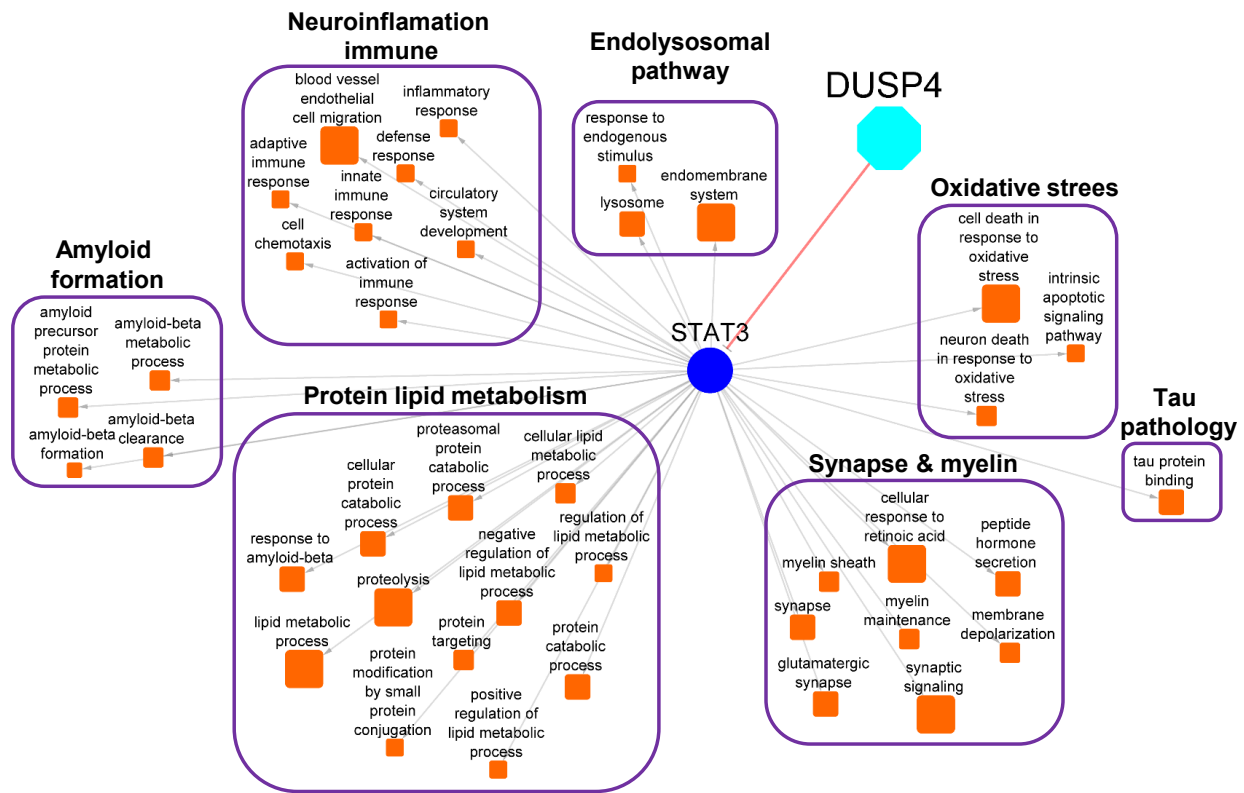 Neuroinflamation
immune
blood vessel
endothelial
cell migration
inflammatory
response
adaptive
immune
response
defense
response
innate
immune
response
circulatory
system
development
cell
chemotaxis
activation of
immune
response
Endolysosomal
pathway
response to
endogenous
stimulus
lysosome
endomembrane
system
DUSP4
STAT3
Oxidative strees
cell death in
response to
oxidative
stress
intrinsic
apoptotic
signaling
pathway
neuron death
in response to
oxidative
stress
Amyloid
formation
amyloid
precursor
protein
metabolic
process
amyloid-beta
metabolic
process
amyloid-beta
formation
amyloid-beta
clearance
Protein lipid metabolism
proteasomal
protein
catabolic
process
cellular lipid
metabolic
process
cellular
protein
catabolic
process
regulation of
lipid metabolic
process
response to
amyloid-beta
negative
regulation of
lipid metabolic
process
proteolysis
lipid metabolic
process
protein
targeting
protein
catabolic
process
protein
modification
by small
protein
conjugation
positive
regulation of
lipid metabolic
process
Synapse & myelin
cellular
response to
retinoic acid
peptide
hormone
secretion
myelin sheath
synapse
myelin
maintenance
membrane
depolarization
glutamatergic
synapse
synaptic
signaling
Tau
pathology
tau protein
binding